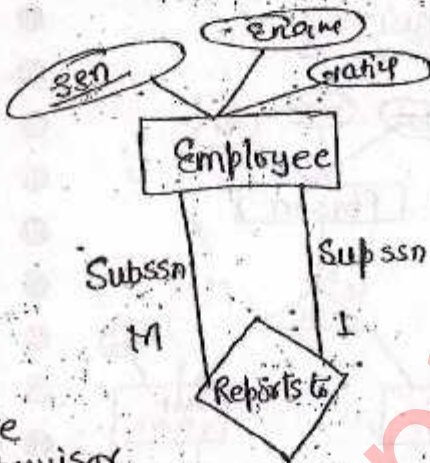 Ename
SSN
rating
Employee
Subssn
Supssn
M
1
Reports to